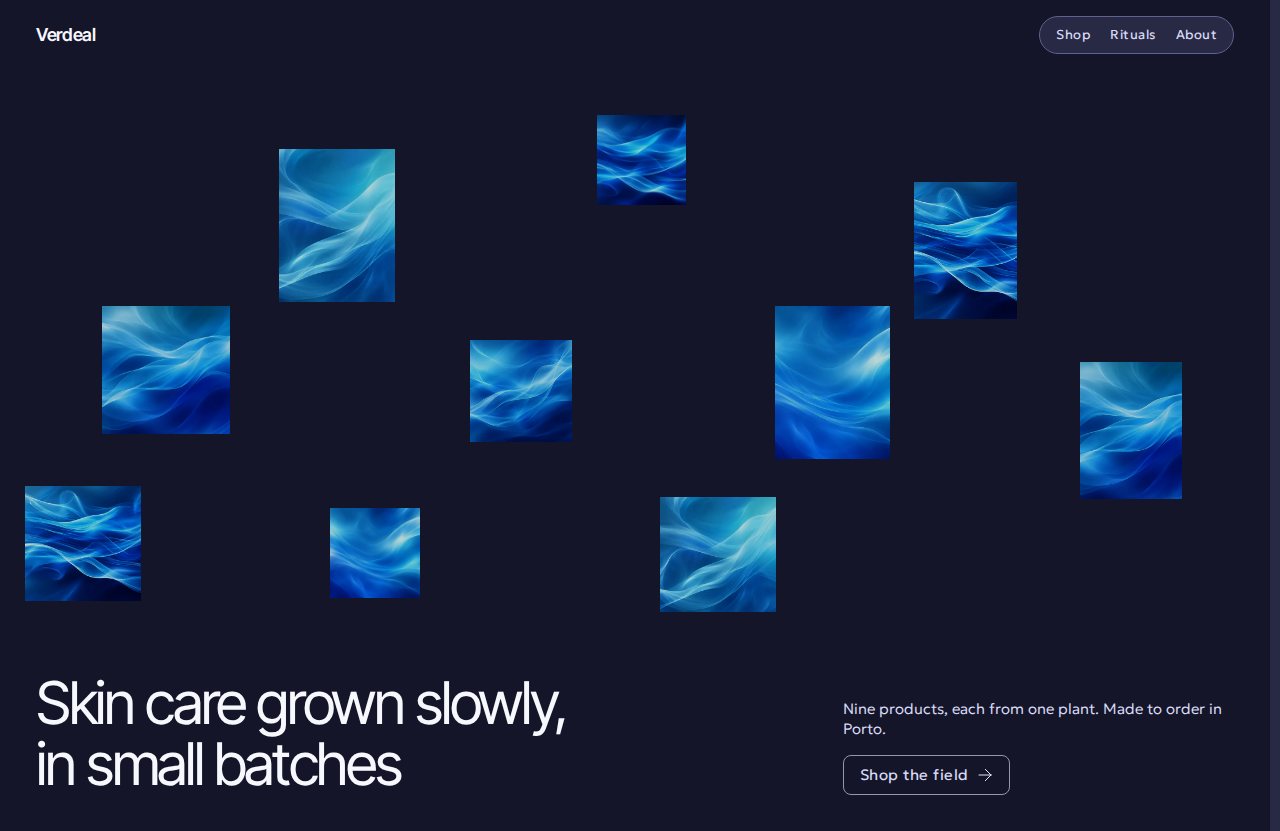 Verdeal
Shop Rituals About
Skin care grown slowly,
in small batches
Nine products, each from one plant. Made to order in
Porto.
Shop the field